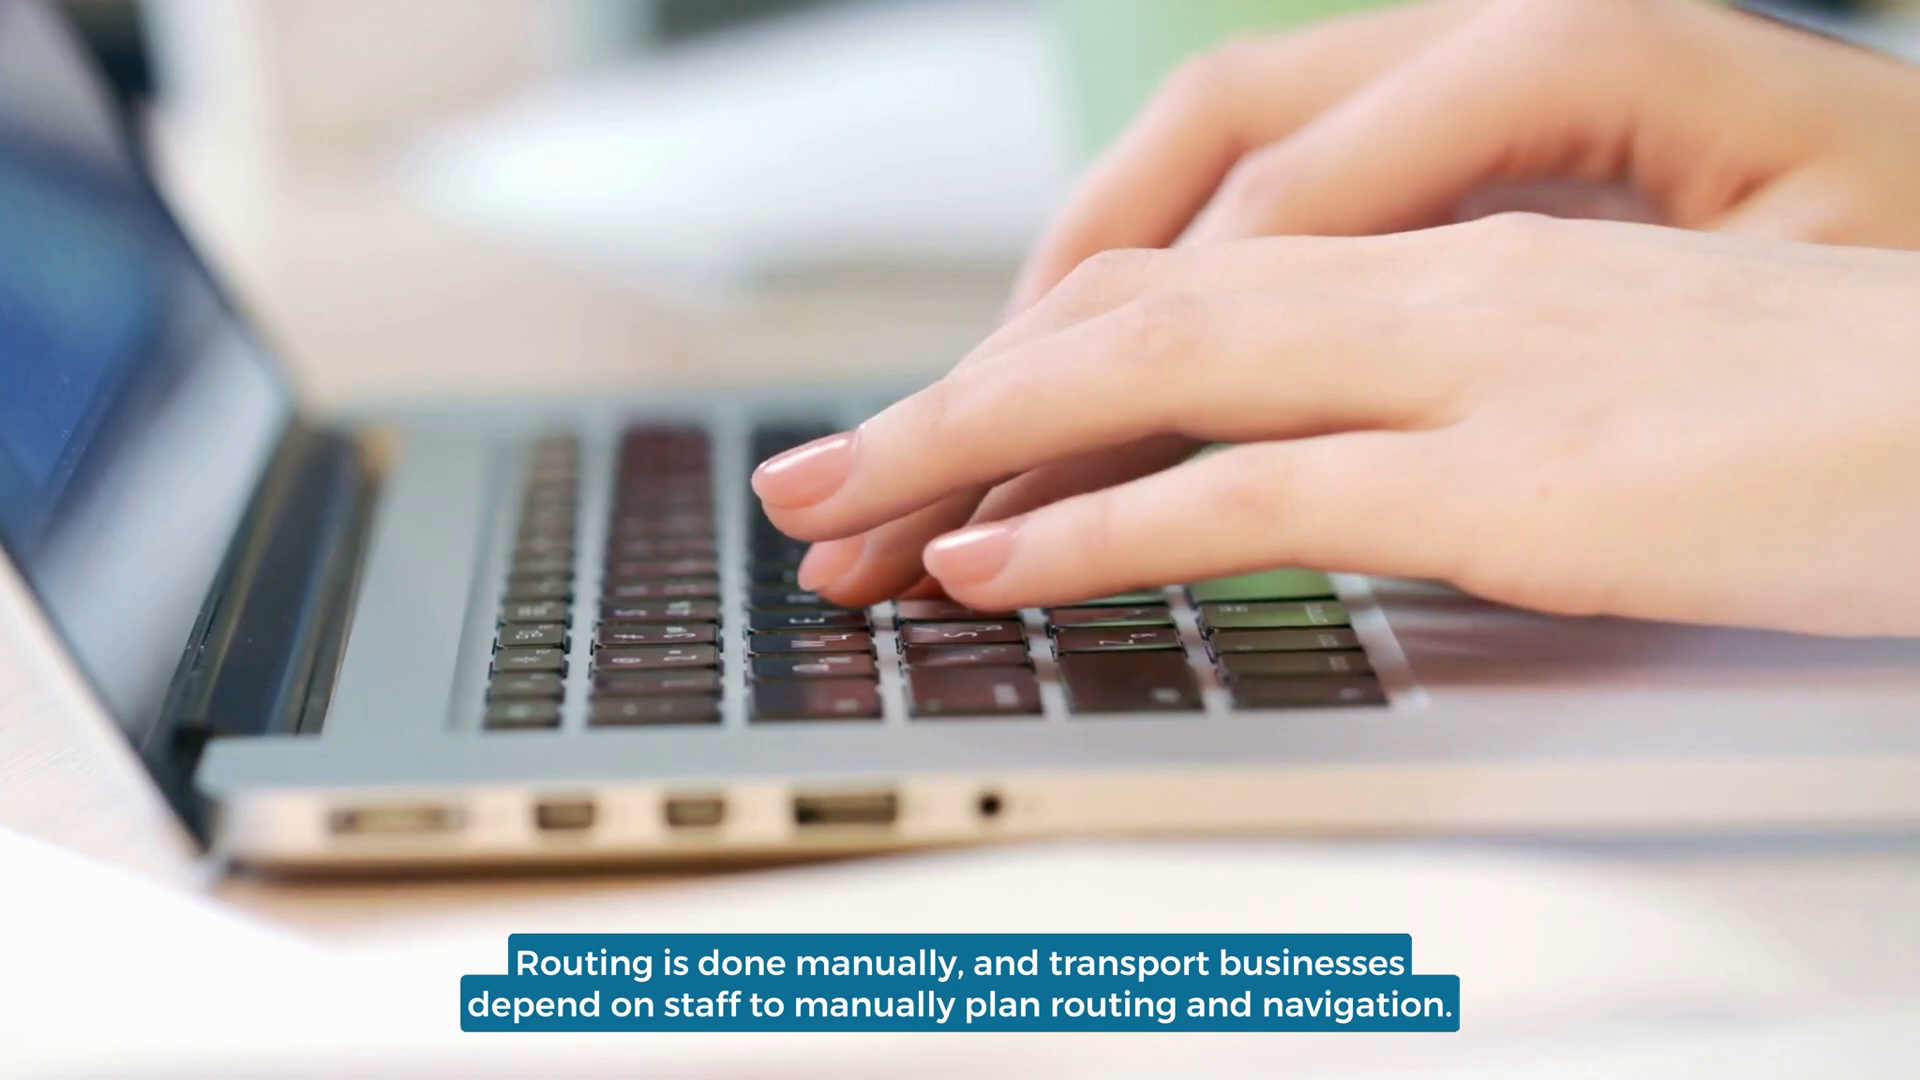 Routing is done manually, and transport businesses
depend on staff to manually plan routing and navigation.